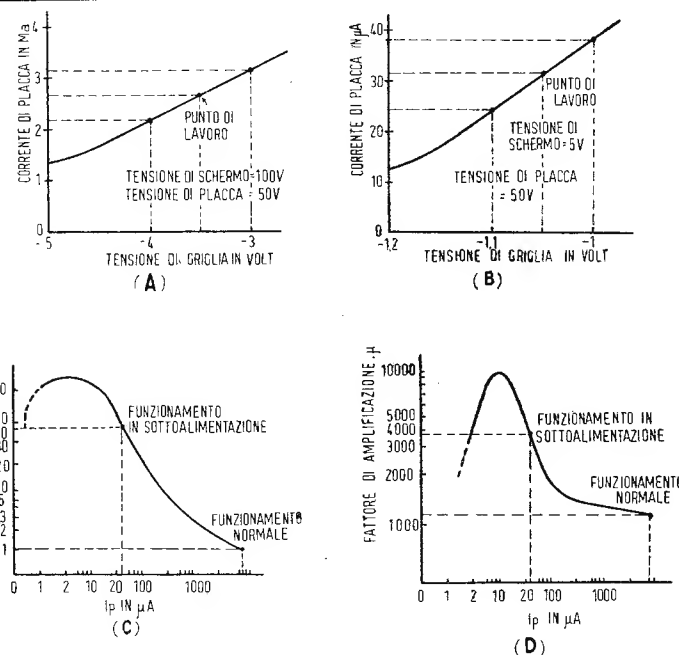 CORRENTE DI PLACCA IN Ma
4
3
2
1
0
-5
-4
-3
PUNTO DI
LAVORO
TENSIONE DI SCHERMO=100V
TENSIONE DI PLACCA = 50V
TENSIONE DI GRIGLIA IN VOLT
(A)
CORRENTE DI PLACCA IN μA
40
30
20
10
0
-1,2
-1,1
-1
PUNTO DI
LAVORO
TENSIONE DI
SCHERMO=5V
TENSIONE DI PLACCA
= 50V
TENSIONE DI GRIGLIA IN VOLT
(B)
FUNZIONAMENTO
IN SOTTOALIMENTAZIONE
FUNZIONAMENTO
NORMALE
1
0 1 2 10 20 100 1000
Ip IN μA
(C)
FATTORE DI AMPLIFICAZIONE. μ
10000
5000
4000
3000
2000
1000
FUNZIONAMENTO IN
SOTTOALIMENTAZIONE
FUNZIONAMENTO
NORMALE
0 1 2 10 20 100 1000
Ip IN μA
(D)